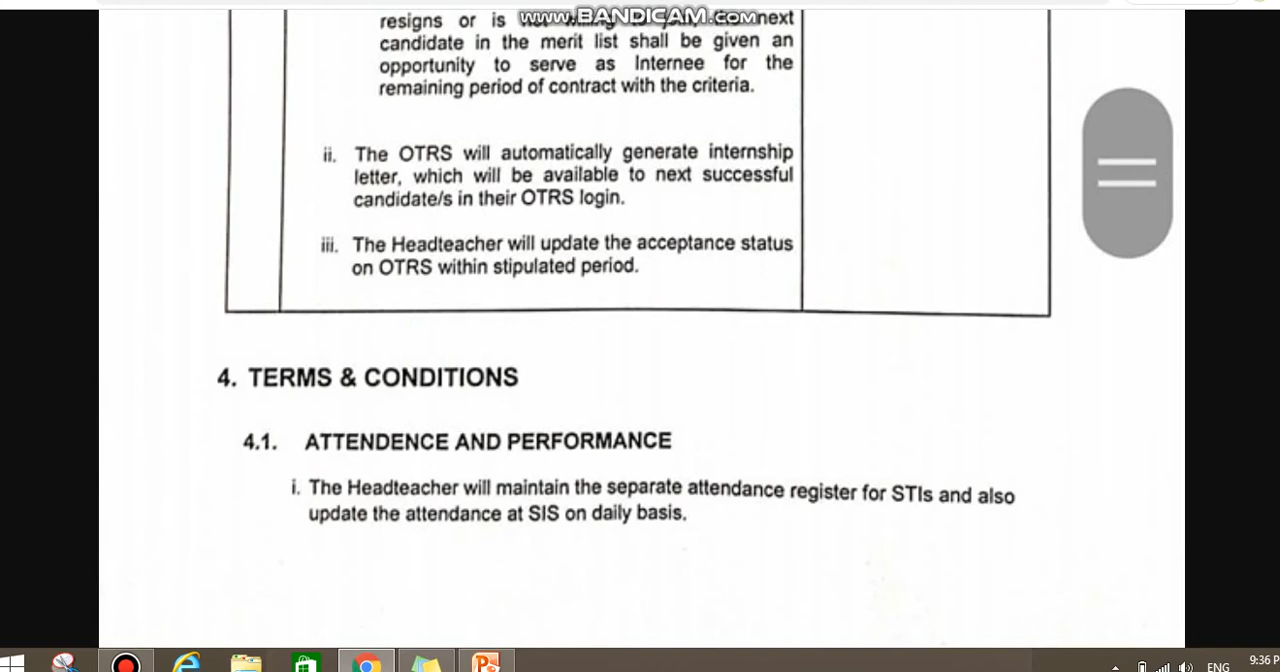 www.BANDICAM.com
resigns or is next
candidate in the merit list shall be given an
opportunity to serve as Internee for the
remaining period of contract with the criteria.
ii. The OTRS will automatically generate internship
letter, which will be available to next successful
candidate/s in their OTRS login.
iii. The Headteacher will update the acceptance status
on OTRS within stipulated period.
4. TERMS & CONDITIONS
4.1. ATTENDENCE AND PERFORMANCE
i. The Headteacher will maintain the separate attendance register for STIs and also
update the attendance at SIS on daily basis.
ENG
9:36 P